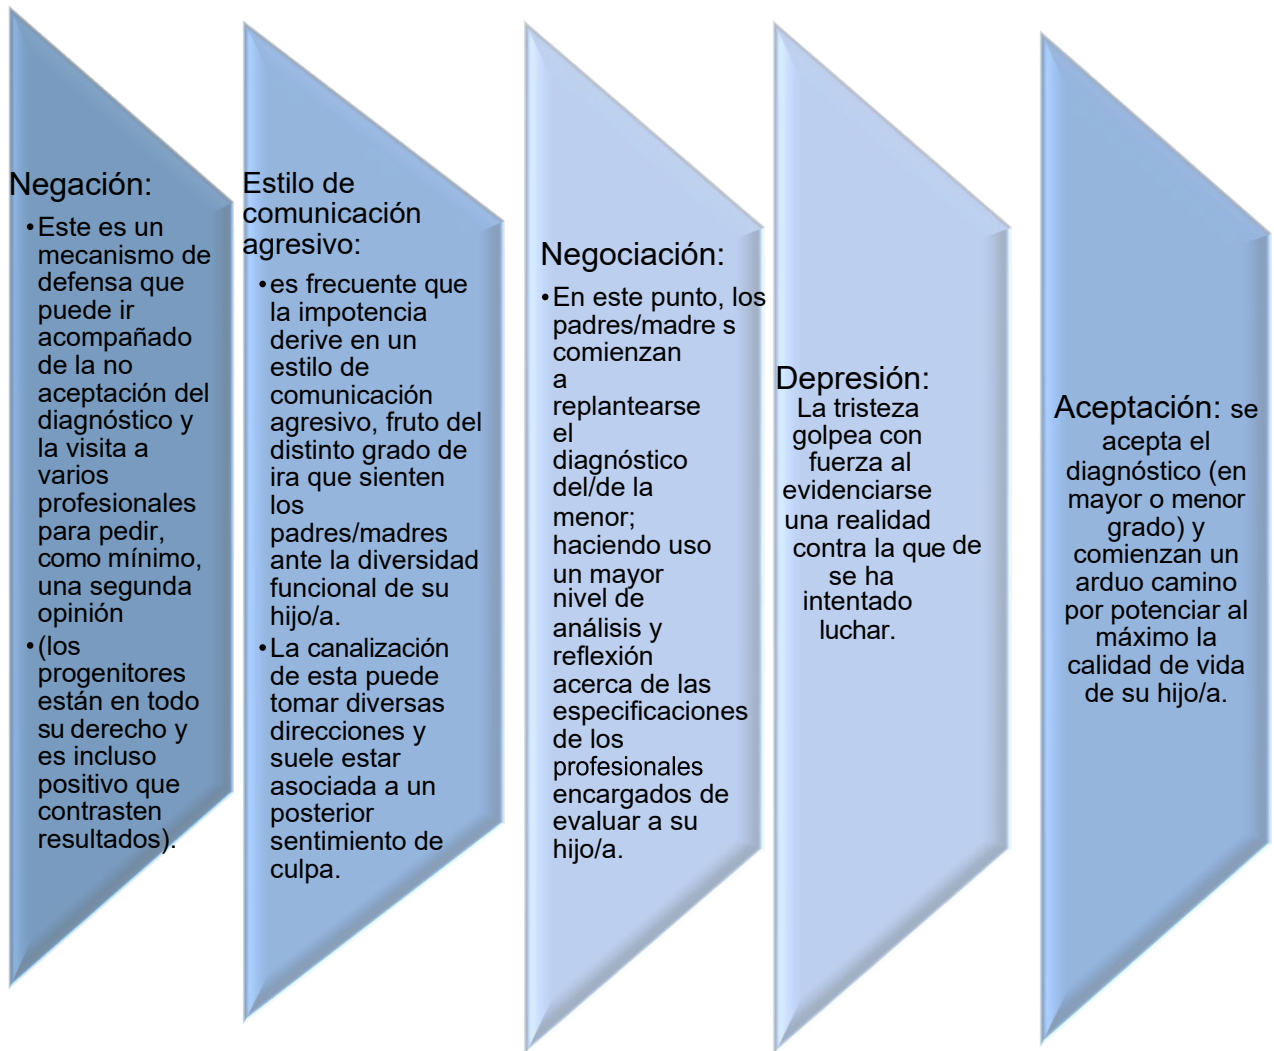 Negación:
•Este es un
mecanismo de
defensa que
puede ir
acompañado
de la no
aceptación del
diagnóstico y
la visita a
varios
profesionales
para pedir,
como mínimo,
una segunda
opinión
•(los
progenitores
están en todo
su derecho y
es incluso
positivo que
contrasten
resultados).
Estilo de
comunicación
agresivo:
•es frecuente que
la impotencia
derive en un
estilo de
comunicación
agresivo, fruto del
distinto grado de
ira que sienten
los
padres/madres
ante la diversidad
funcional de su
hijo/a.
•La canalización
de esta puede
tomar diversas
direcciones y
suele estar
asociada a un
posterior
sentimiento de
culpa.
Negociación:
•En este punto, los
padres/madre s
comienzan
a
replantearse
el
diagnóstico
del/de la
menor;
haciendo uso
un mayor
nivel de
análisis y
reflexión
acerca de las
especificaciones
de los
profesionales
encargados de
evaluar a su
hijo/a.
Depresión:
La tristeza
golpea con
fuerza al
evidenciarse
una realidad
contra la que de
se ha
intentado
luchar.
Aceptación: se
acepta el
diagnóstico (en
mayor o menor
grado) y
comienzan un
arduo camino
por potenciar al
máximo la
calidad de vida
de su hijo/a.